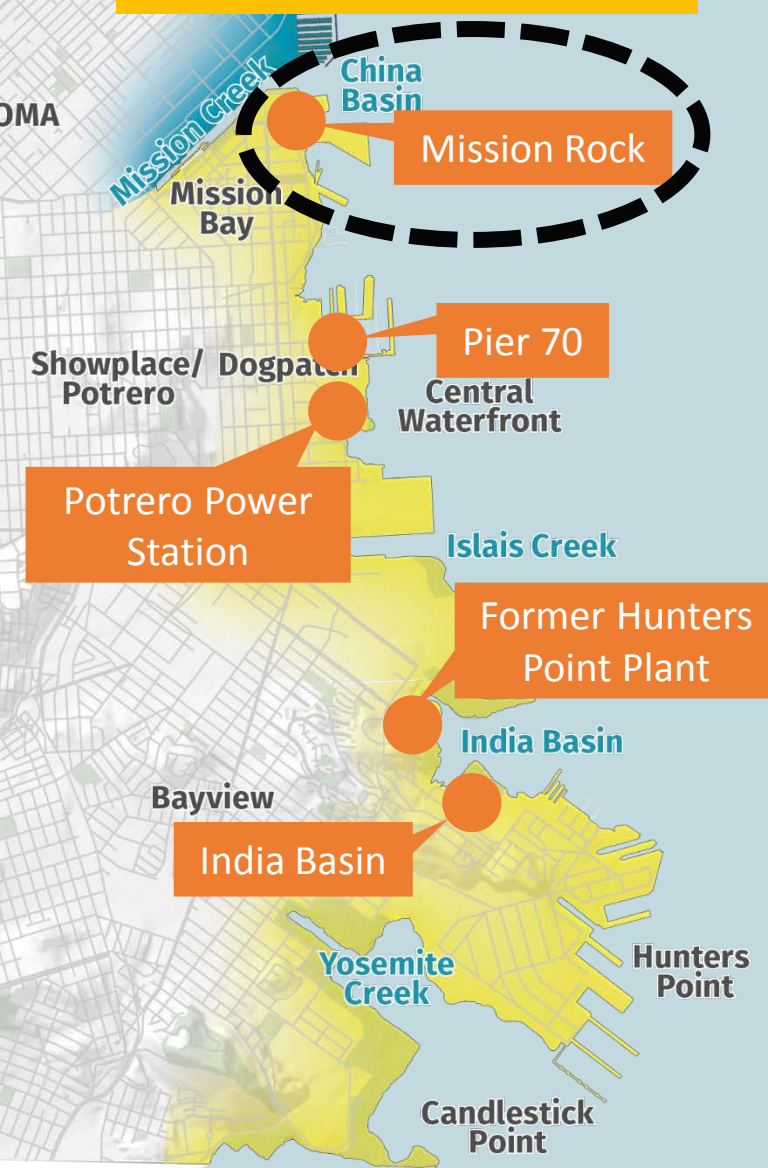 China
Basin
OMA
Mission Creek
Mission Rock
Mission
Bay
Pier 70
Showplace/
Potrero
Dogpatch
Central
Waterfront
Potrero Power
Station
Islais Creek
Former Hunters
Point Plant
India Basin
Bayview
India Basin
Yosemite
Creek
Hunters
Point
Candlestick
Point